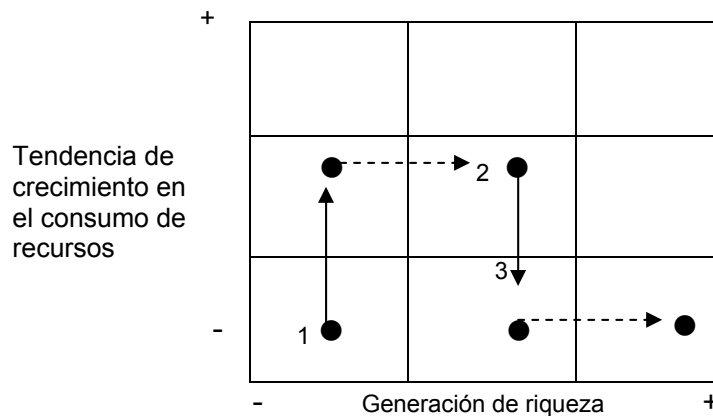 +
Tendencia de
crecimiento en
el consumo de
recursos
2
3
1
-
- Generación de riqueza +